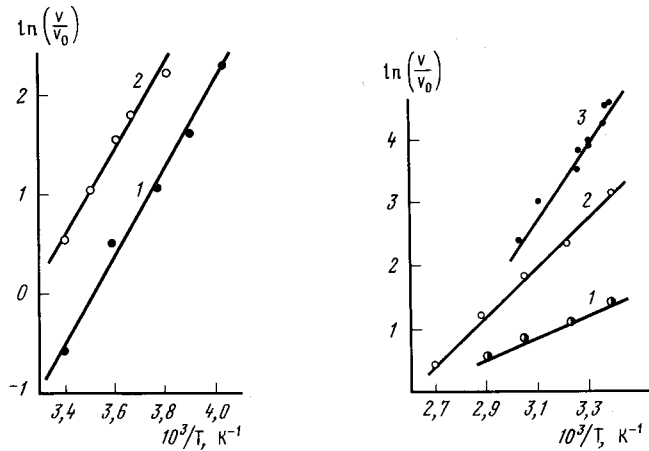 ln(v/v₀)
2
1
0
-1
2
1
3,4 3,6 3,8 4,0
10³/T, К⁻¹
ln(v/v₀)
4
3
2
1
3
2
1
2,7 2,9 3,1 3,3
10³/T, К⁻¹